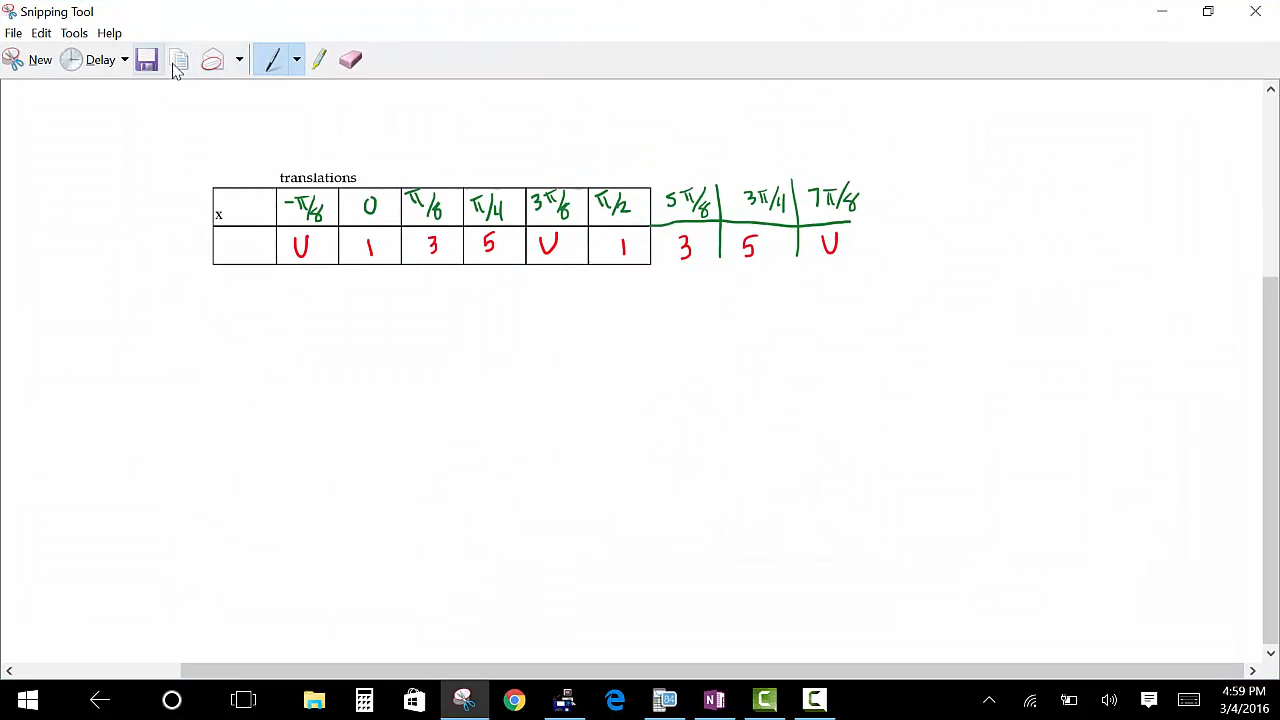 Snipping Tool
File Edit Tools Help
New Delay
translations
x -π/8 0 π/8 π/4 3π/8 π/2 5π/8 3π/4 7π/8
U 1 3 5 U 1 3 5 U
4:59 PM
3/4/2016